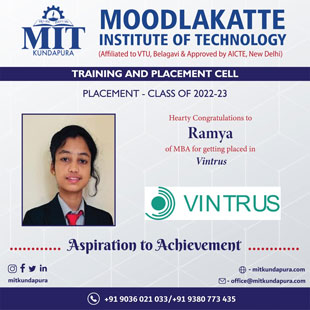 MIT
KUNDAPURA
MOODLAKATTE
INSTITUTE OF TECHNOLOGY
(Affiliated to VTU, Belagavi & Approved by AICTE, New Delhi)
TRAINING AND PLACEMENT CELL
PLACEMENT - CLASS OF 2022-23
Hearty Congratulations to
Ramya
of MBA for getting placed in
Vintrus
VINTRUS
Aspiration to Achievement
mitkundapura
- mitkundapura.com
- office@mitkundapura.com
+91 9036 021 033/+91 9380 773 435